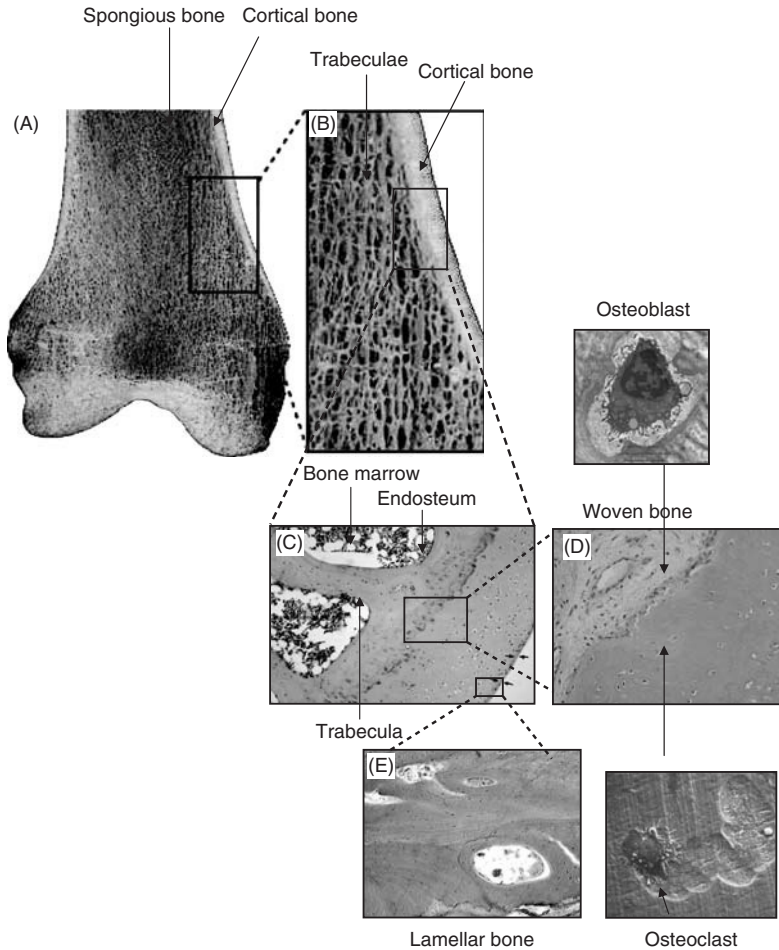 Spongious bone
Cortical bone
Trabeculae
Cortical bone
(A)
(B)
Osteoblast
Bone marrow
Endosteum
Woven bone
(C)
(D)
Trabecula
(E)
Lamellar bone
Osteoclast